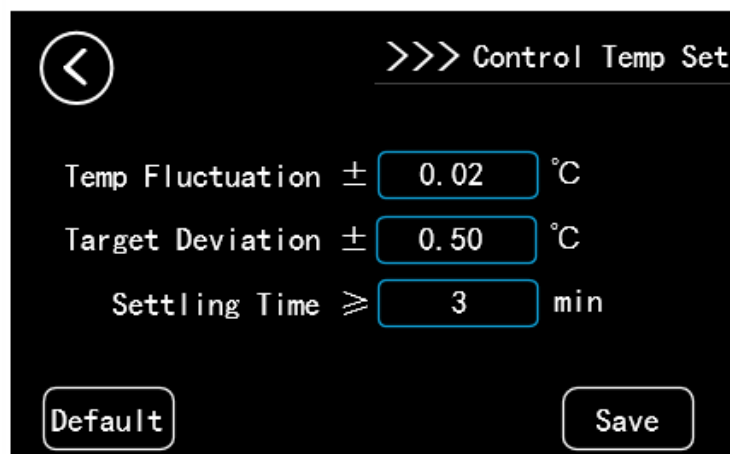 >>> Control Temp Set
Temp Fluctuation ± 0.02 ℃
Target Deviation ± 0.50 ℃
Settling Time ⩾ 3 min
Default Save